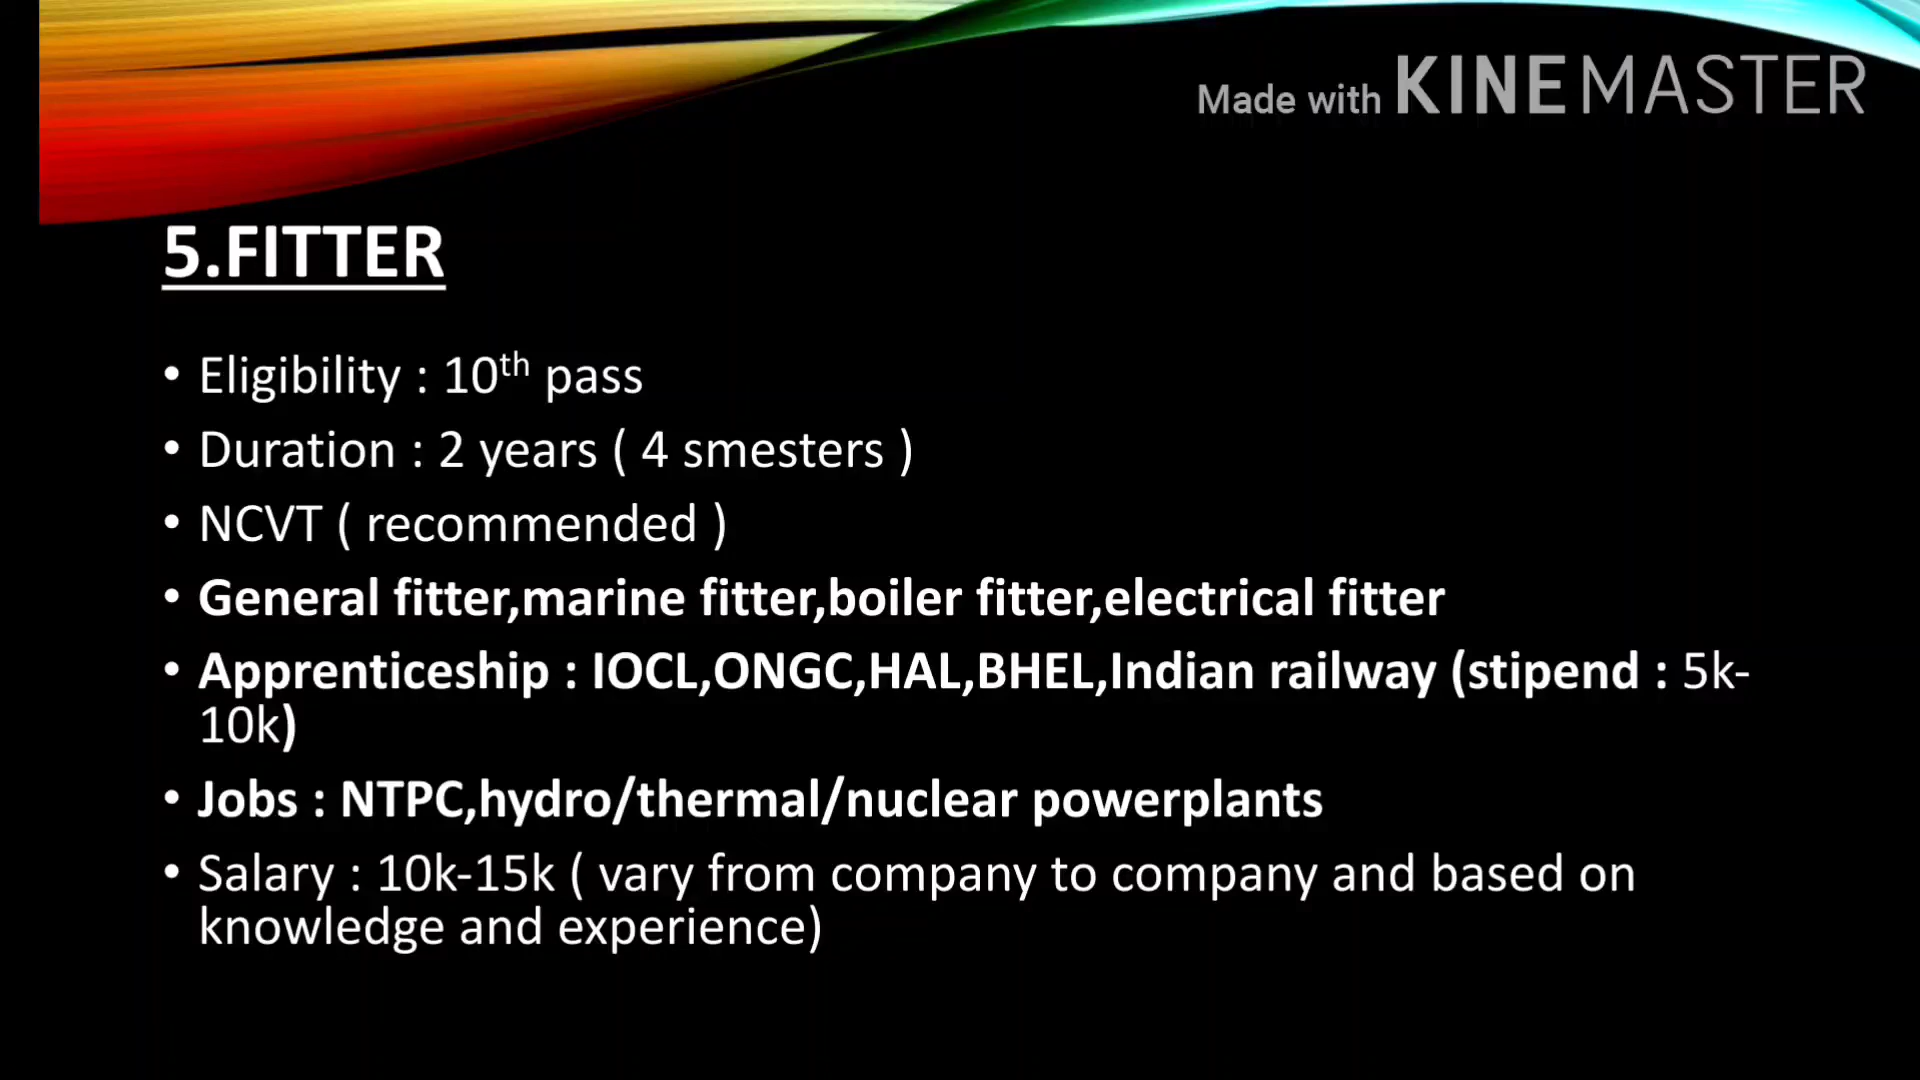 Made with KINEMASTER
5.FITTER
• Eligibility : 10th pass
• Duration : 2 years ( 4 smesters )
• NCVT ( recommended )
• General fitter,marine fitter,boiler fitter,electrical fitter
• Apprenticeship : IOCL,ONGC,HAL,BHEL,Indian railway (stipend : 5k-
10k)
• Jobs : NTPC,hydro/thermal/nuclear powerplants
• Salary : 10k-15k ( vary from company to company and based on
knowledge and experience)